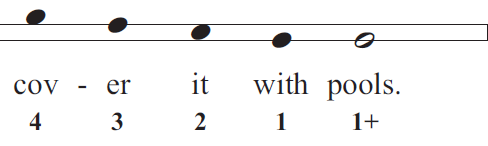 cov - er it with pools.
4 3 2 1 1+